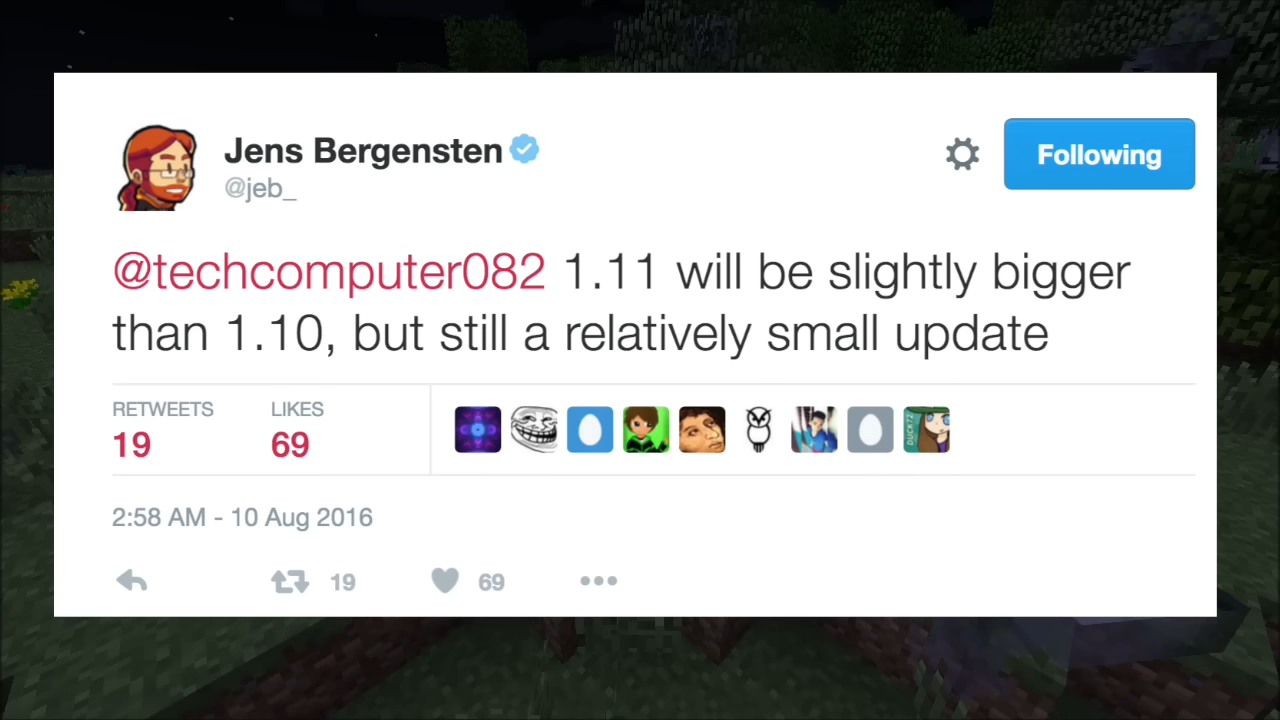 Jens Bergensten
@jeb_
Following
@techcomputer082 1.11 will be slightly bigger
than 1.10, but still a relatively small update
RETWEETS LIKES
19 69
DUCK72
2:58 AM - 10 Aug 2016
19 69